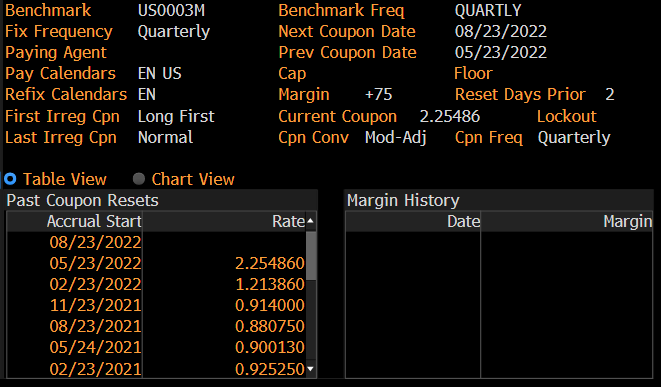 Benchmark US0003M Benchmark Freq QUARTLY
Fix Frequency Quarterly Next Coupon Date 08/23/2022
Paying Agent Prev Coupon Date 05/23/2022
Pay Calendars EN US Cap Floor
Refix Calendars EN Margin +75 Reset Days Prior 2
First Irreg Cpn Long First Current Coupon 2.25486 Lockout
Last Irreg Cpn Normal Cpn Conv Mod-Adj Cpn Freq Quarterly
Table View Chart View
Past Coupon Resets Margin History
Accrual Start Rate Date Margin
08/23/2022
05/23/2022 2.254860
02/23/2022 1.213860
11/23/2021 0.914000
08/23/2021 0.880750
05/24/2021 0.900130
02/23/2021 0.925250